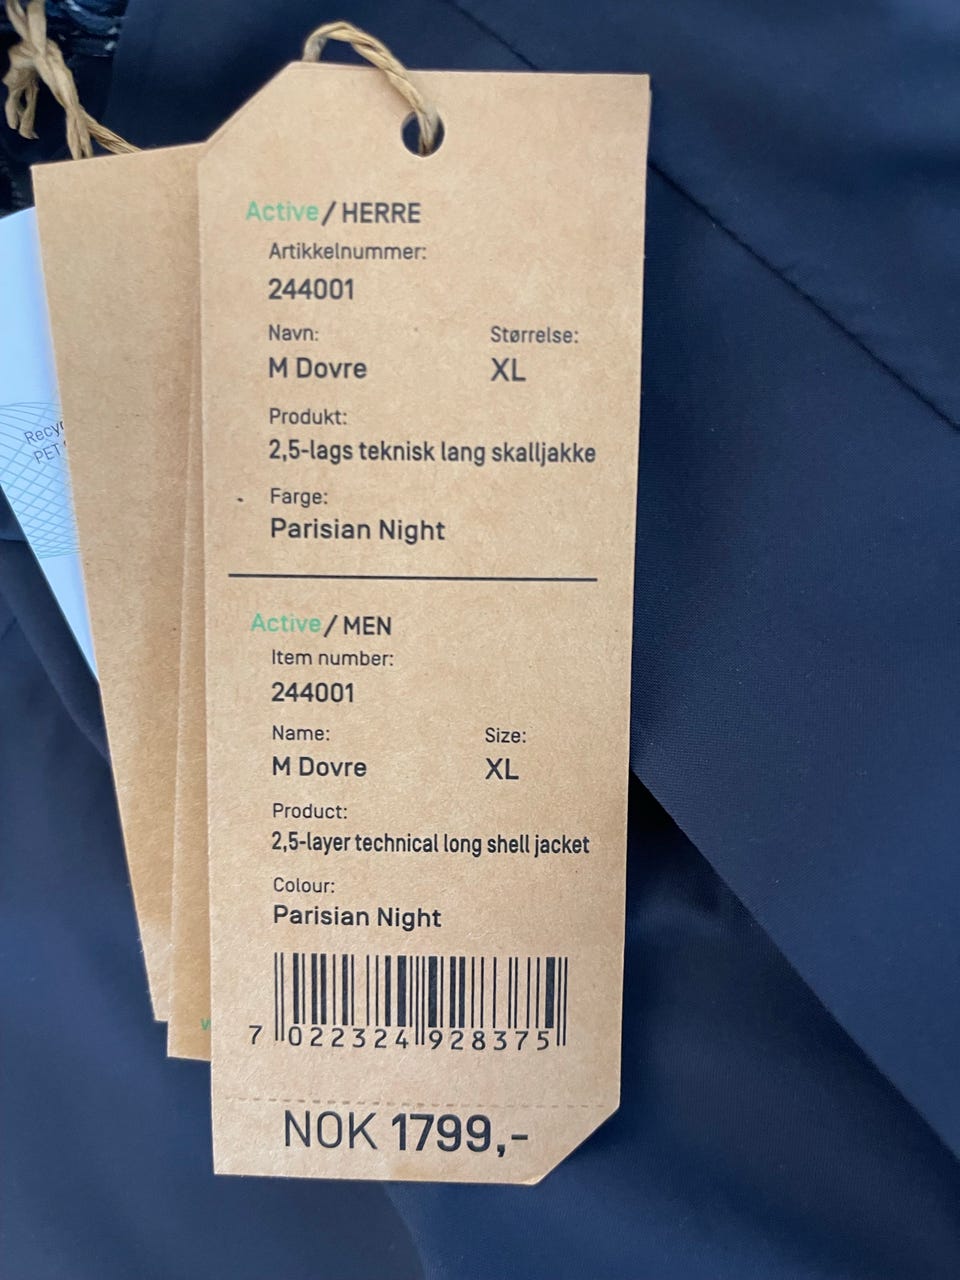 Active/HERRE
Artikkelnummer:
244001
Navn: Størrelse:
M Dovre XL
Produkt:
2,5-lags teknisk lang skalljakke
Farge:
Parisian Night
Active/MEN
Item number:
244001
Name: Size:
M Dovre XL
Product:
2,5-layer technical long shell jacket
Colour:
Parisian Night
7 022324 928375
NOK 1799,-
PET